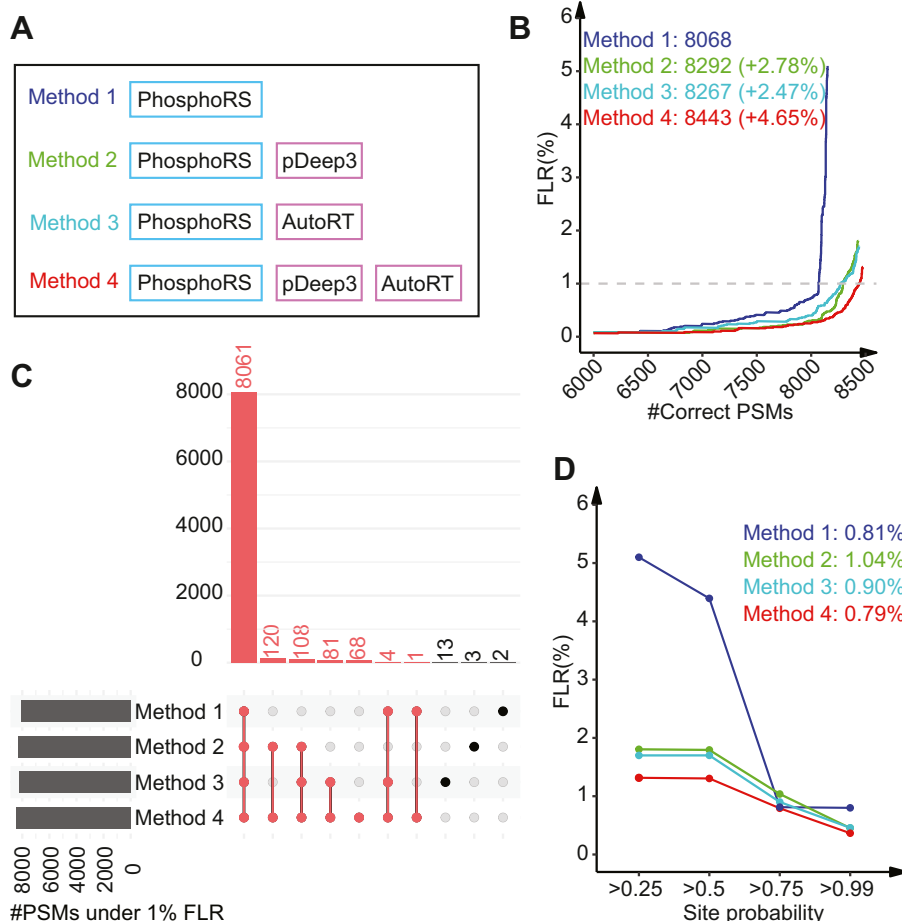 A
Method 1 PhosphoRS
Method 2 PhosphoRS pDeep3
Method 3 PhosphoRS AutoRT
Method 4 PhosphoRS pDeep3 AutoRT
B
Method 1: 8068
Method 2: 8292 (+2.78%)
Method 3: 8267 (+2.47%)
Method 4: 8443 (+4.65%)
FLR(%)
6
5
4
3
2
1
0
6000 6500 7000 7500 8000 8500
#Correct PSMs
C
8000
6000
4000
2000
0
8061 120 108 81 68 4 1 13 3 2
Method 1
Method 2
Method 3
Method 4
8000 6000 4000 2000 0
#PSMs under 1% FLR
D
Method 1: 0.81%
Method 2: 1.04%
Method 3: 0.90%
Method 4: 0.79%
FLR(%)
6
5
4
3
2
1
0
>0.25 >0.5 >0.75 >0.99
Site probability